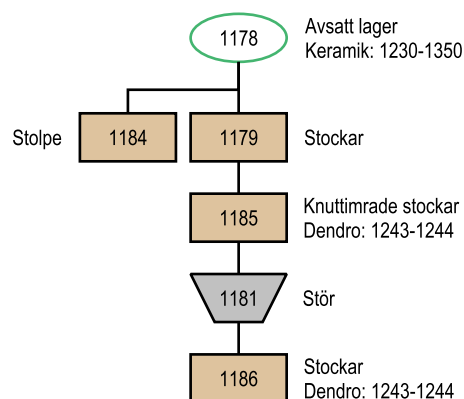 1178
Avsatt lager
Keramik: 1230-1350
Stolpe
1184
1179
Stockar
1185
Knuttimrade stockar
Dendro: 1243-1244
1181
Stör
1186
Stockar
Dendro: 1243-1244